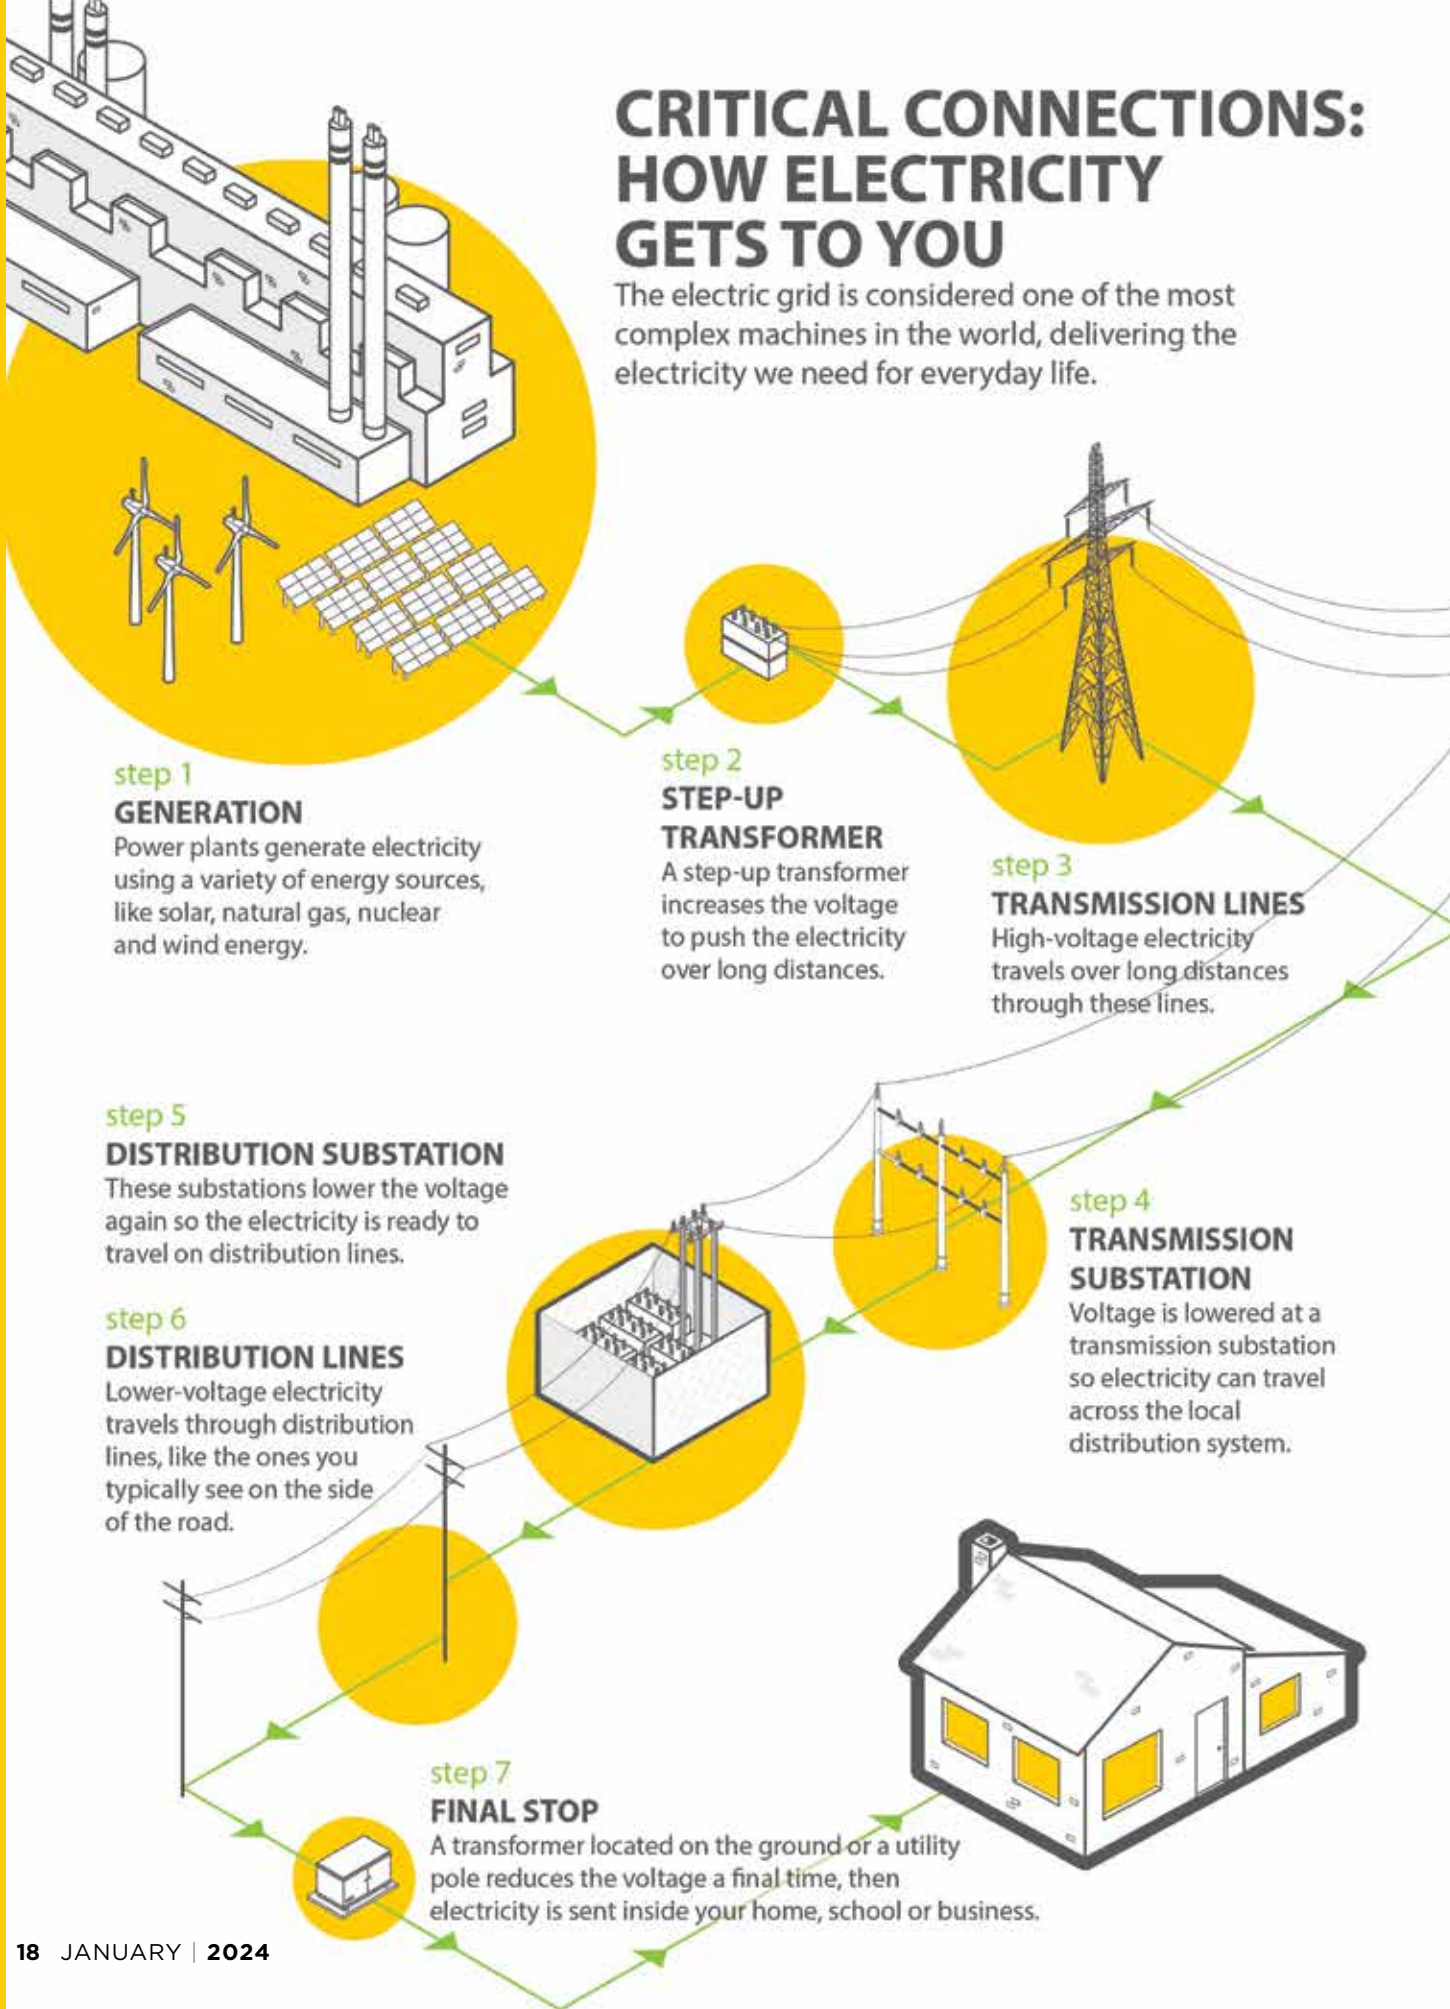 CRITICAL CONNECTIONS:
HOW ELECTRICITY
GETS TO YOU
The electric grid is considered one of the most
complex machines in the world, delivering the
electricity we need for everyday life.
step 1
GENERATION
Power plants generate electricity
using a variety of energy sources,
like solar, natural gas, nuclear
and wind energy.
step 2
STEP-UP
TRANSFORMER
A step-up transformer
increases the voltage
to push the electricity
over long distances.
step 3
TRANSMISSION LINES
High-voltage electricity
travels over long distances
through these lines.
step 4
TRANSMISSION
SUBSTATION
Voltage is lowered at a
transmission substation
so electricity can travel
across the local
distribution system.
step 5
DISTRIBUTION SUBSTATION
These substations lower the voltage
again so the electricity is ready to
travel on distribution lines.
step 6
DISTRIBUTION LINES
Lower-voltage electricity
travels through distribution
lines, like the ones you
typically see on the side
of the road.
step 7
FINAL STOP
A transformer located on the ground or a utility
pole reduces the voltage a final time, then
electricity is sent inside your home, school or business.
18 JANUARY | 2024